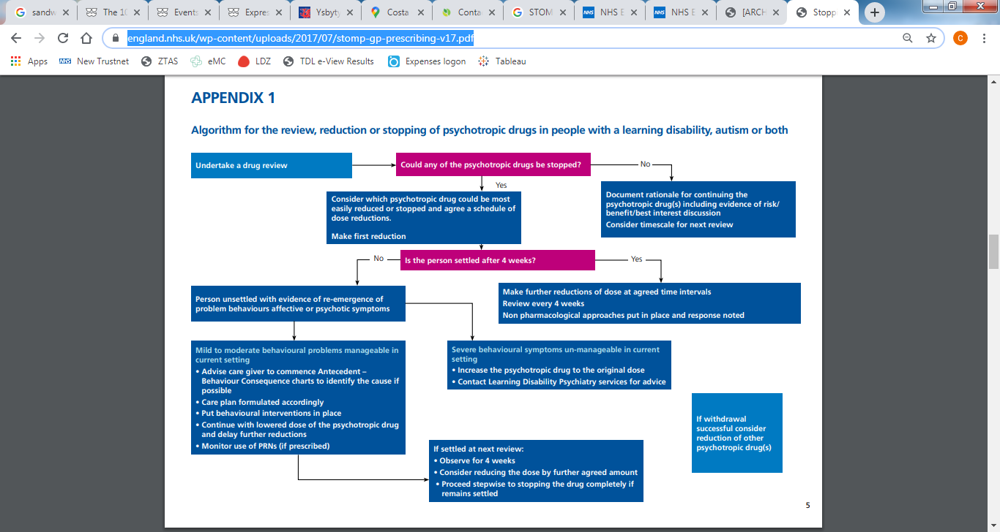 sandw
The 10
Events
Expres
Ysbyty
Costa
Conta
STOM
NHS E
NHS E
[ARCH
Stopp
england.nhs.uk/wp-content/uploads/2017/07/stomp-gp-prescribing-v17.pdf
C
Apps
NHS New Trustnet
ZTAS
eMC
LDZ
TDL e-View Results
Expenses logon
Tableau
APPENDIX 1
Algorithm for the review, reduction or stopping of psychotropic drugs in people with a learning disability, autism or both
Undertake a drug review
Could any of the psychotropic drugs be stopped?
No
Yes
Document rationale for continuing the
psychotropic drug(s) including evidence of risk/
benefit/best interest discussion
Consider timescale for next review
Consider which psychotropic drug could be most
easily reduced or stopped and agree a schedule of
dose reductions.
Make first reduction
No
Is the person settled after 4 weeks?
Yes
Person unsettled with evidence of re-emergence of
problem behaviours affective or psychotic symptoms
Make further reductions of dose at agreed time intervals
Review every 4 weeks
Non pharmacological approaches put in place and response noted
Mild to moderate behavioural problems manageable in
current setting
• Advise care giver to commence Antecedent –
Behaviour Consequence charts to identify the cause if
possible
• Care plan formulated accordingly
• Put behavioural interventions in place
• Continue with lowered dose of the psychotropic drug
and delay further reductions
• Monitor use of PRNs (if prescribed)
Severe behavioural symptoms un-manageable in current
setting
• Increase the psychotropic drug to the original dose
• Contact Learning Disability Psychiatry services for advice
If withdrawal
successful consider
reduction of other
psychotropic drug(s)
If settled at next review:
• Observe for 4 weeks
• Consider reducing the dose by further agreed amount
• Proceed stepwise to stopping the drug completely if
remains settled
5